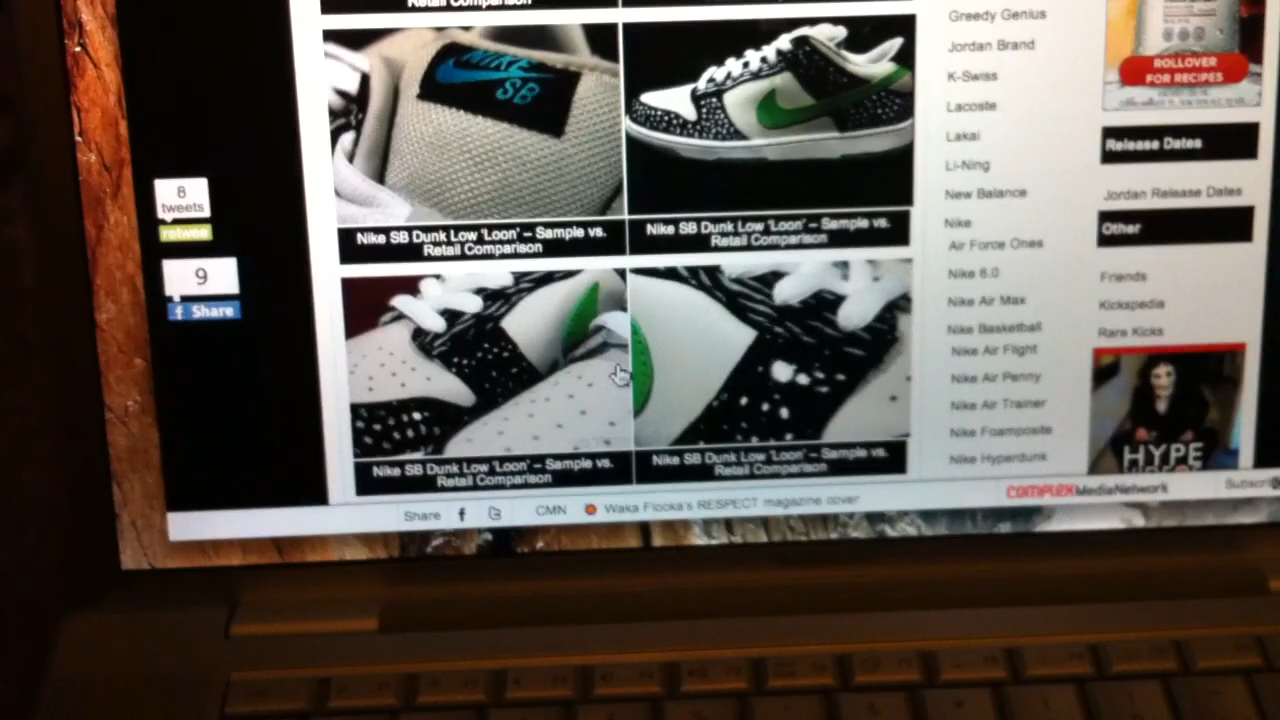 Retail Comparison
NIKE
SB
Nike SB Dunk Low 'Loon' – Sample vs.
Retail Comparison
Nike SB Dunk Low 'Loon' – Sample vs.
Retail Comparison
Nike SB Dunk Low 'Loon' – Sample vs.
Retail Comparison
Nike SB Dunk Low 'Loon' – Sample vs.
Retail Comparison
8
tweets
retwee
9
f Share
Greedy Genius
Jordan Brand
K-Swiss
Lacoste
Lakai
Li-Ning
New Balance
Nike
Air Force Ones
Nike 6.0
Nike Air Max
Nike Basketball
Nike Air Flight
Nike Air Penny
Nike Air Trainer
Nike Foamposite
Nike Hyperdunk
ROLLOVER
FOR RECIPES
Release Dates
Jordan Release Dates
Other
Friends
Kickspedia
Rare Kicks
HYPE
Share f CMN Waka Flocka's RESPECT magazine cover
COMPLEXMediaNetwork